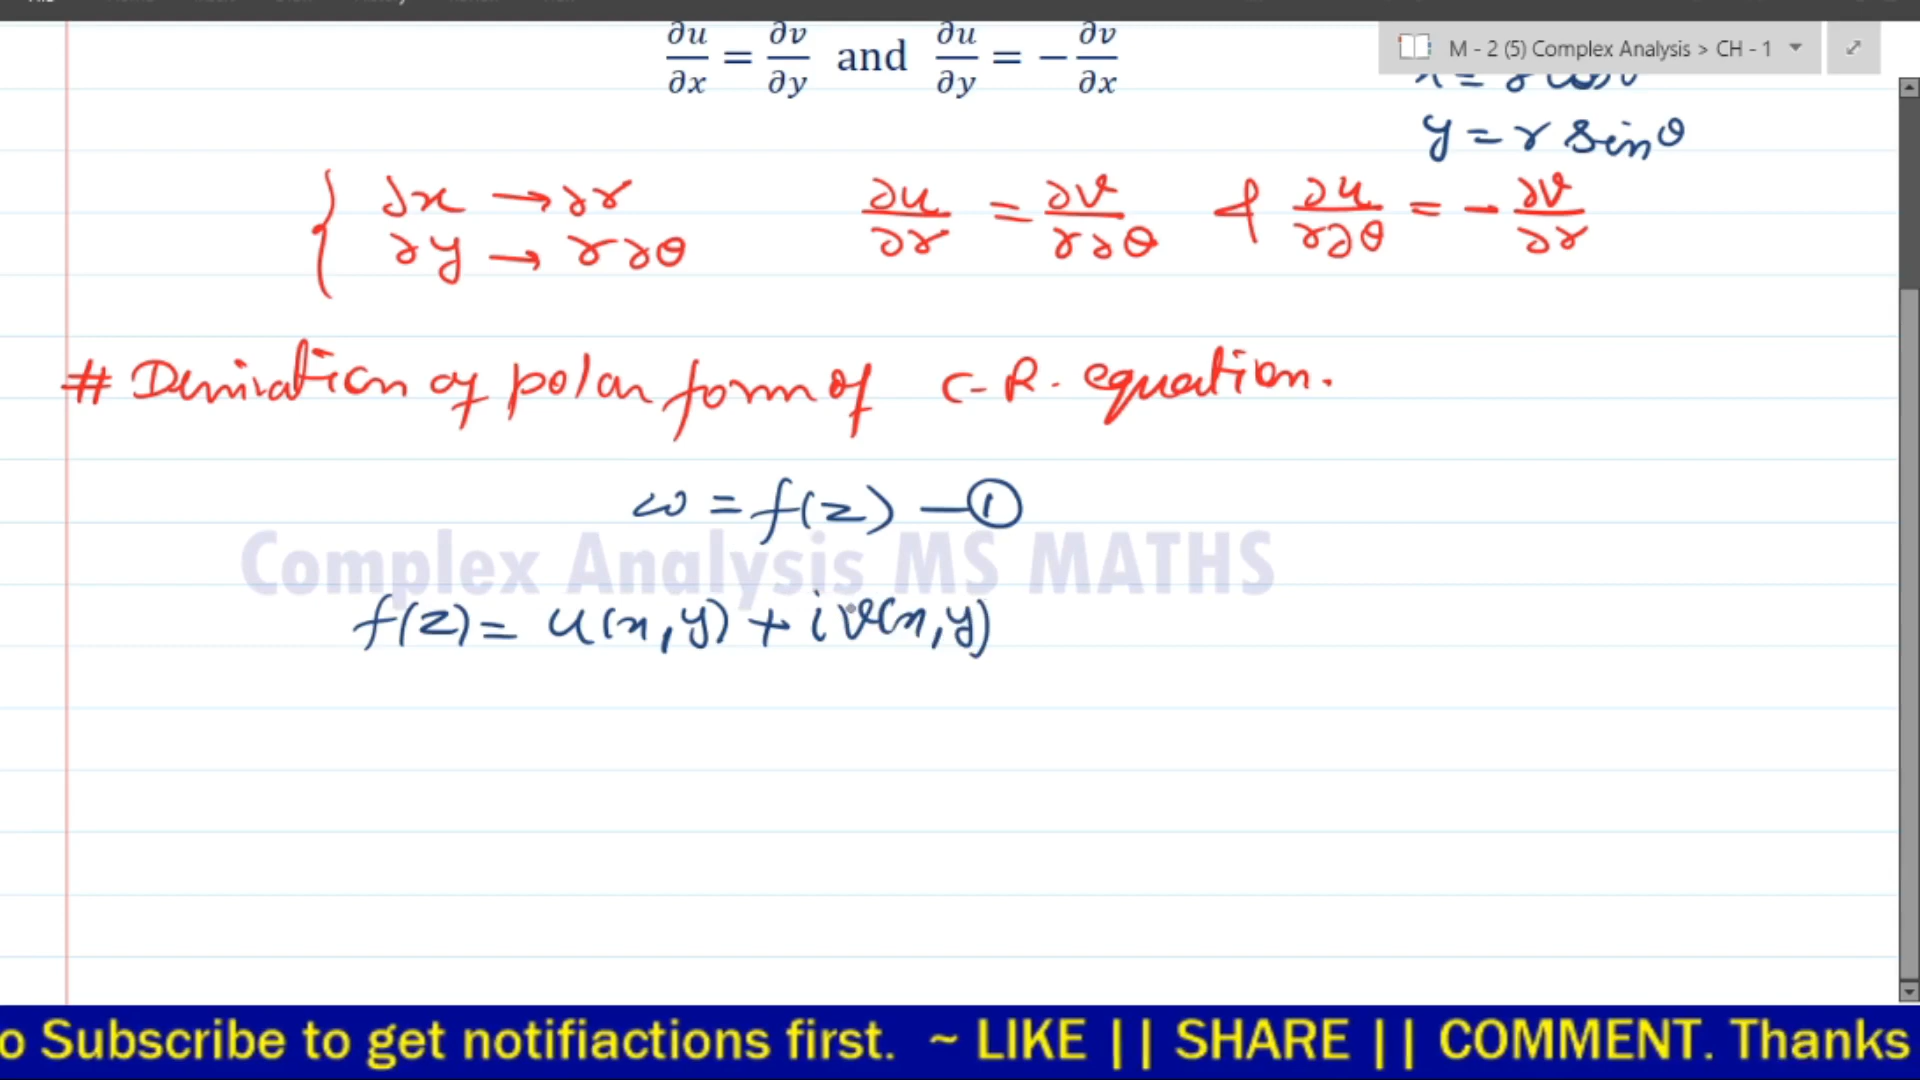 ∂u/∂x = ∂v/∂y and ∂u/∂y = −∂v/∂x
M - 2 (5) Complex Analysis > CH - 1
y = r sinθ
{ ∂x → ∂r
∂y → r∂θ
∂u/∂r = ∂v/r∂θ & ∂u/r∂θ = -∂v/∂r
# Derivation of polar form of C-R. equation.
ω = f(z) —①
Complex Analysis MS MATHS
f(z) = u(x,y) + i v(x,y)
o Subscribe to get notifiactions first. ~ LIKE || SHARE || COMMENT. Thanks